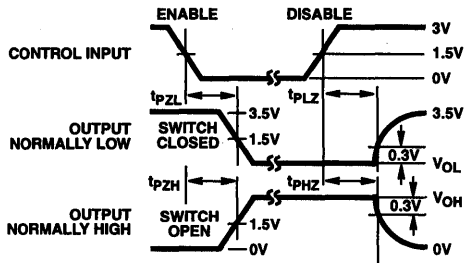 ENABLE
DISABLE
CONTROL INPUT
3V
1.5V
0V
tPZL
tPLZ
OUTPUT
NORMALLY LOW
SWITCH
CLOSED
3.5V
1.5V
3.5V
0.3V
VOL
tPZH
tPHZ
OUTPUT
NORMALLY HIGH
SWITCH
OPEN
1.5V
0V
VOH
0.3V
0V